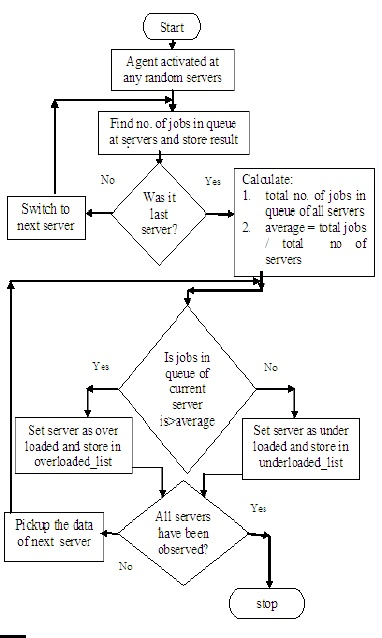 Start
Agent activated at
any random servers
Find no. of jobs in queue
at servers and store result
No
Yes
Was it
last
server?
Switch to
next server
Calculate:
1. total no. of jobs in
queue of all servers
2. average = total jobs
/ total no of
servers
Is jobs in
queue of
current
server
is>average
Yes
No
Set server as over
loaded and store in
overloaded_list
Set server as under
loaded and store in
underloaded_list
All servers
have been
observed?
Yes
No
Pickup the data
of next server
stop